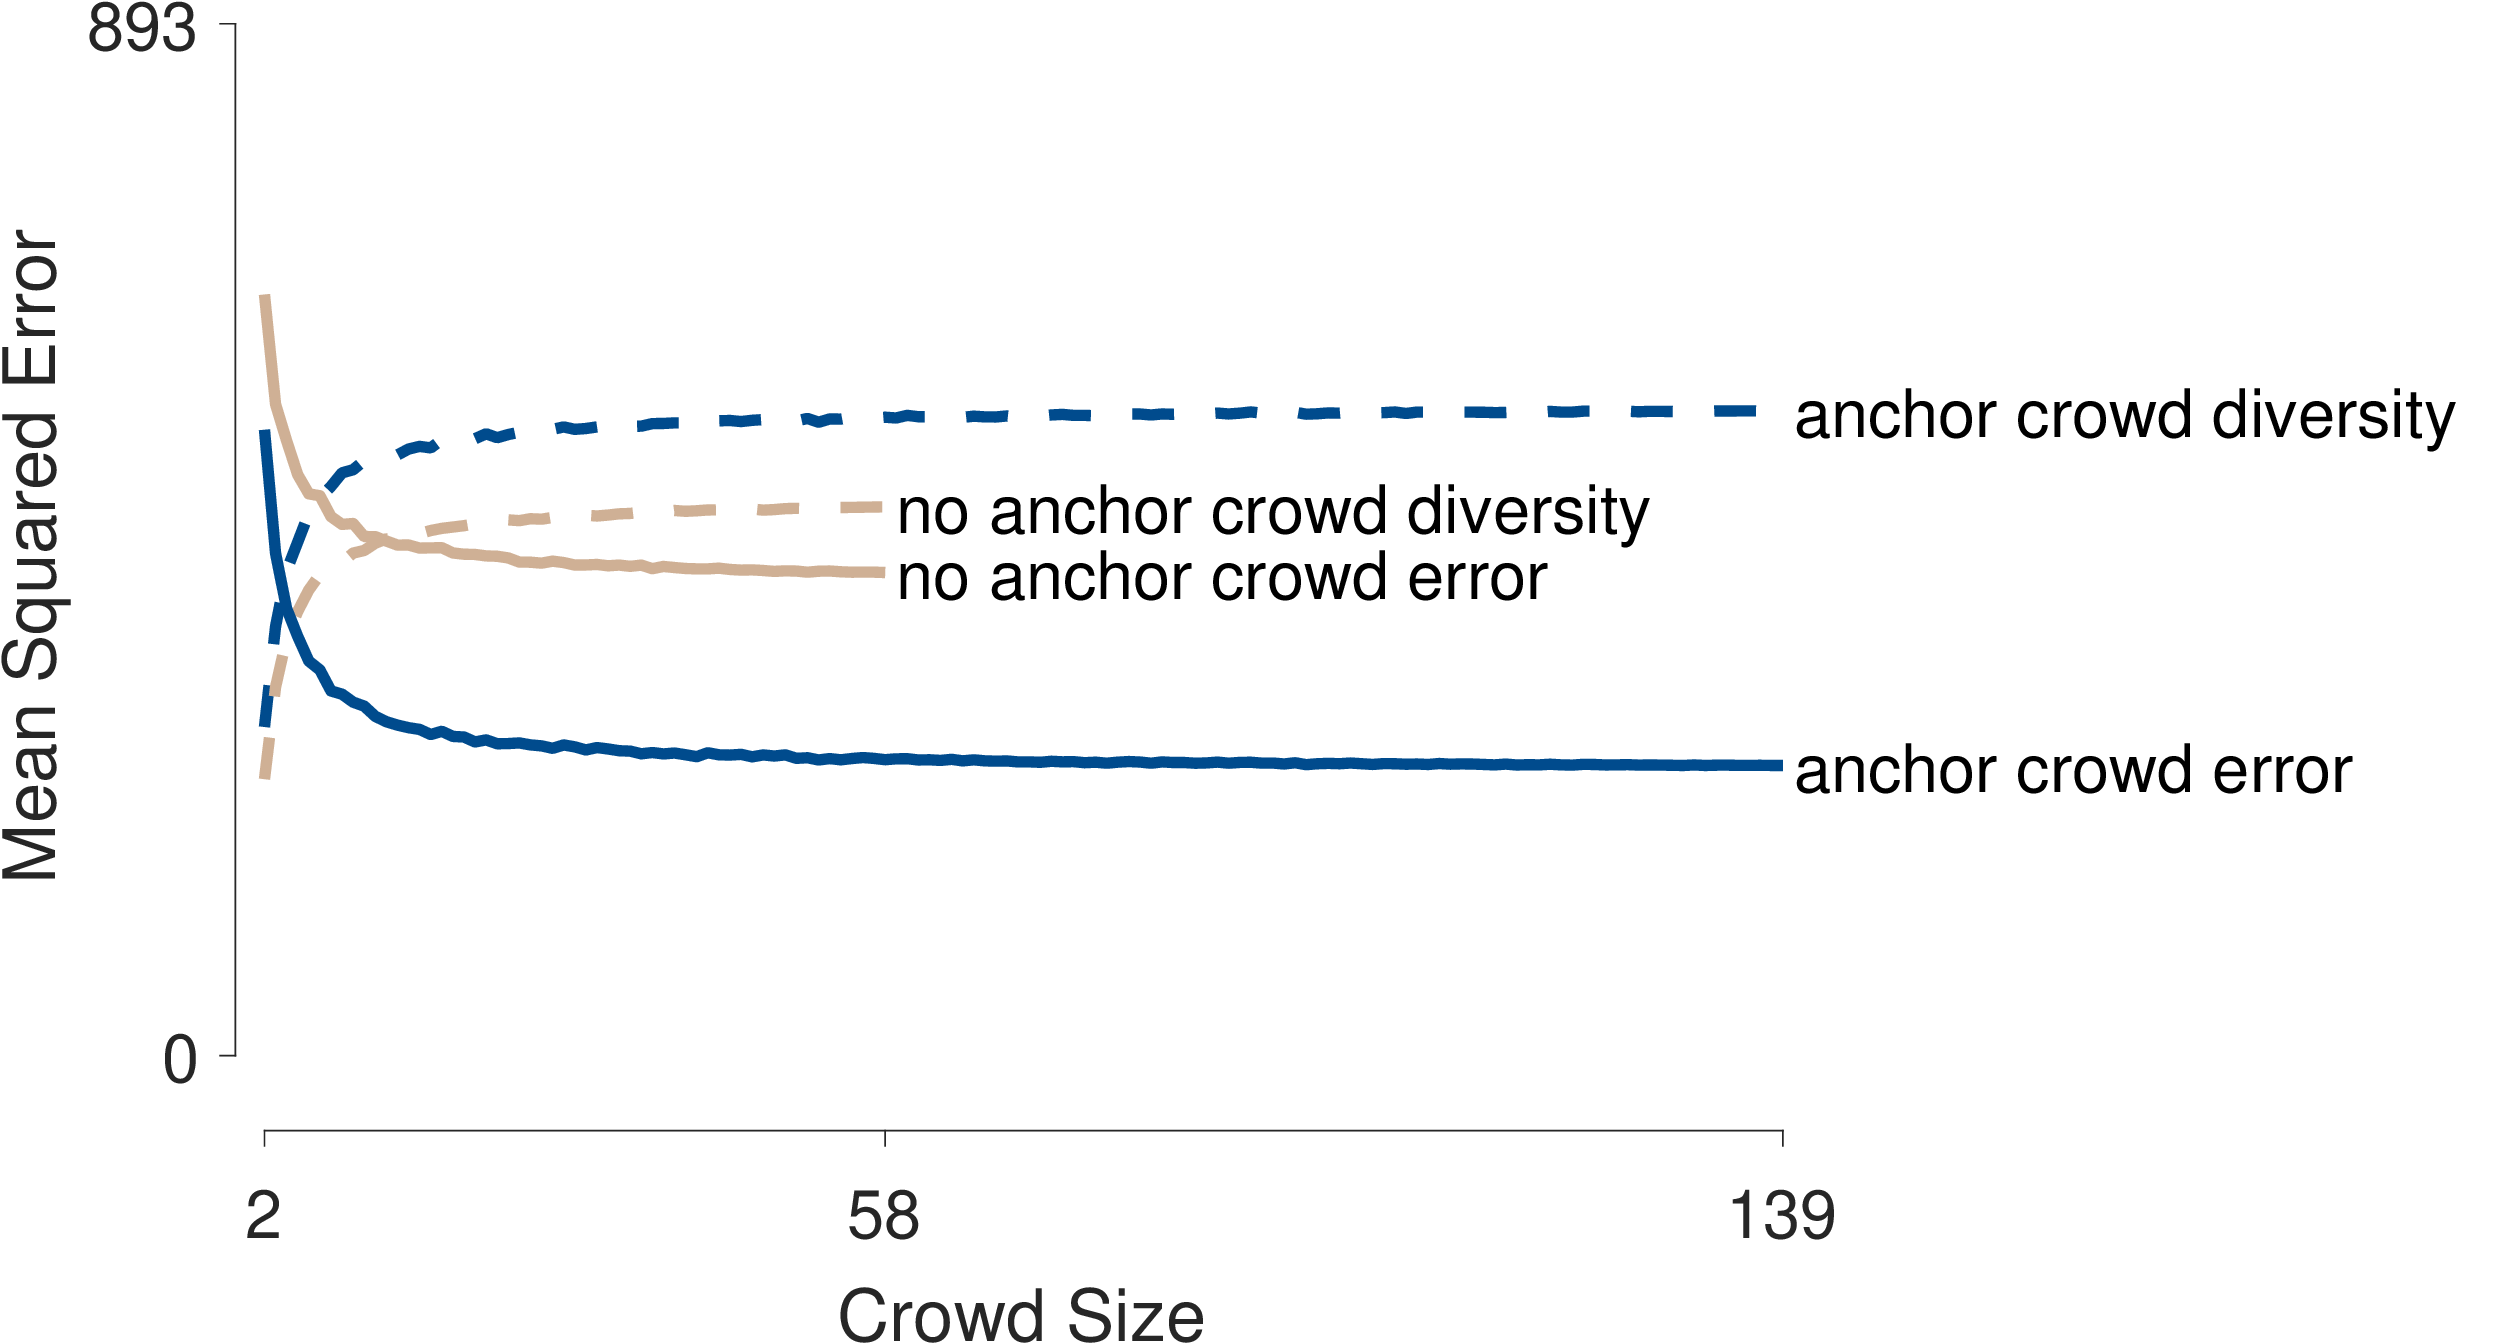 893
Mean Squared Error
anchor crowd diversity
no anchor crowd diversity
no anchor crowd error
anchor crowd error
0
2
58
139
Crowd Size